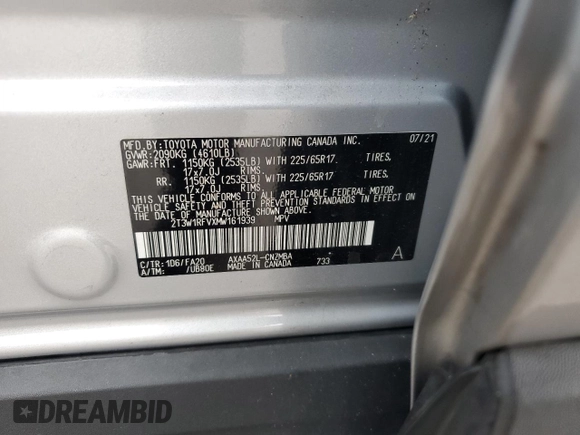 MFD.BY:TOYOTA MOTOR MANUFACTURING CANADA INC. 07/21
GVWR:2090KG (4610LB)
GAWR:FRT. 1150KG (2535LB) WITH 225/65R17 TIRES.
17x7.0J RIMS.
RR. 1150KG (2535LB) WITH 225/65R17 TIRES.
17x7.0J RIMS.
THIS VEHICLE CONFORMS TO ALL APPLICABLE FEDERAL MOTOR
VEHICLE SAFETY AND BUMPER STANDARDS IN EFFECT ON
THE DATE OF MANUFACTURE SHOWN ABOVE.
2T3W1RFVXMW161939 MPV
C/TR:1D6/FA20 AXAA52L-CNZMBA 733
A/TM: /UB80E MADE IN CANADA
A
DREAMBID